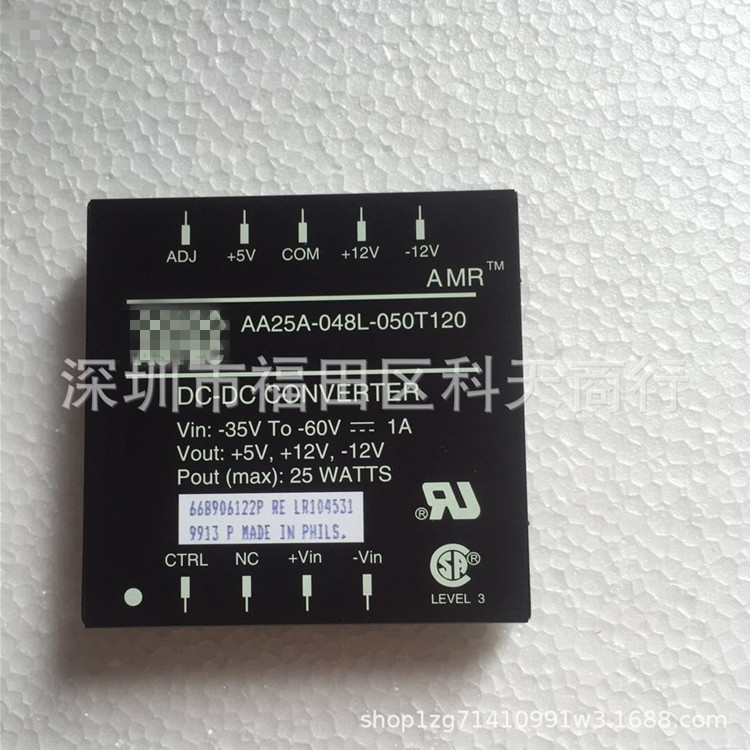 ADJ +5V COM +12V -12V
AMR™
AA25A-048L-050T120
深圳市福田区科天商行
DC-DC CONVERTER
Vin: -35V To -60V ⎓ 1A
Vout: +5V, +12V, -12V
Pout (max): 25 WATTS
66B906122P RE LR104531
9913 P MADE IN PHILS.
CTRL NC +Vin -Vin
LEVEL 3
shop1zg71410991w3.1688.com